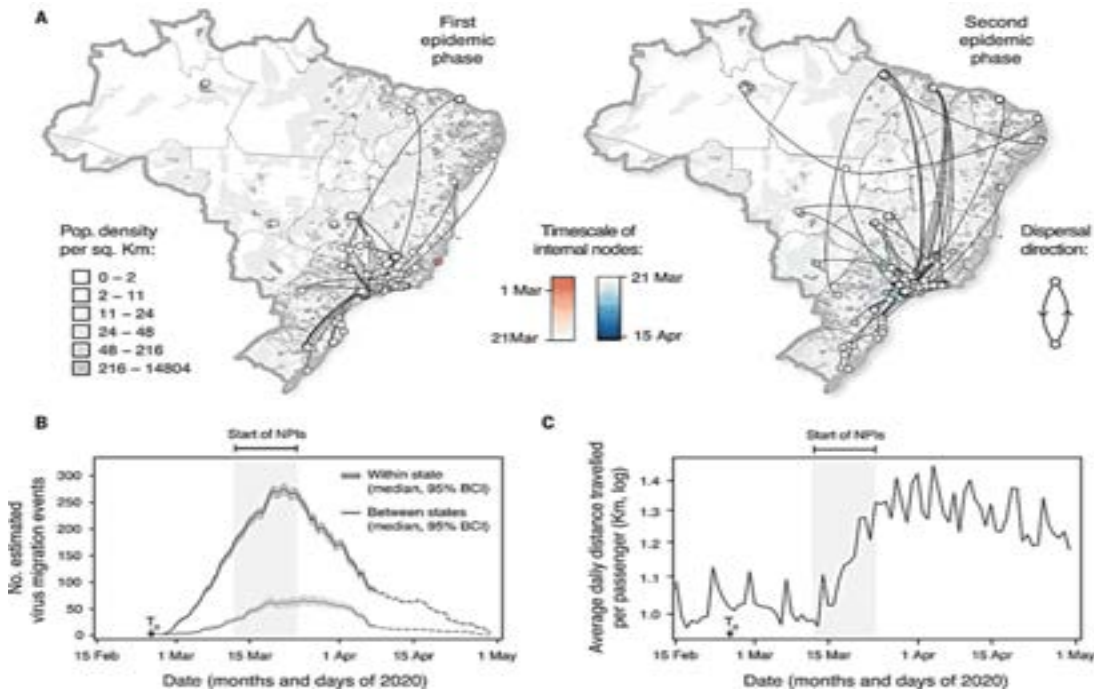 A
First
epidemic
phase
Second
epidemic
phase
Pop. density
per sq. Km:
0 – 2
2 – 11
11 – 24
24 – 48
48 – 216
216 – 14804
Timescale of
internal nodes:
1 Mar
21Mar
21 Mar
15 Apr
Dispersal
direction:
B
Start of NPIs
No. estimated
virus migration events
300
250
200
150
100
50
0
Within state
(median, 95% BCI)
Between states
(median, 95% BCI)
15 Feb
1 Mar
15 Mar
1 Apr
15 Apr
1 May
Date (months and days of 2020)
C
Start of NPIs
Average daily distance travelled
per passenger (Km, log)
1.4
1.3
1.2
1.1
1.0
15 Feb
1 Mar
15 Mar
1 Apr
15 Apr
1 May
Date (months and days of 2020)